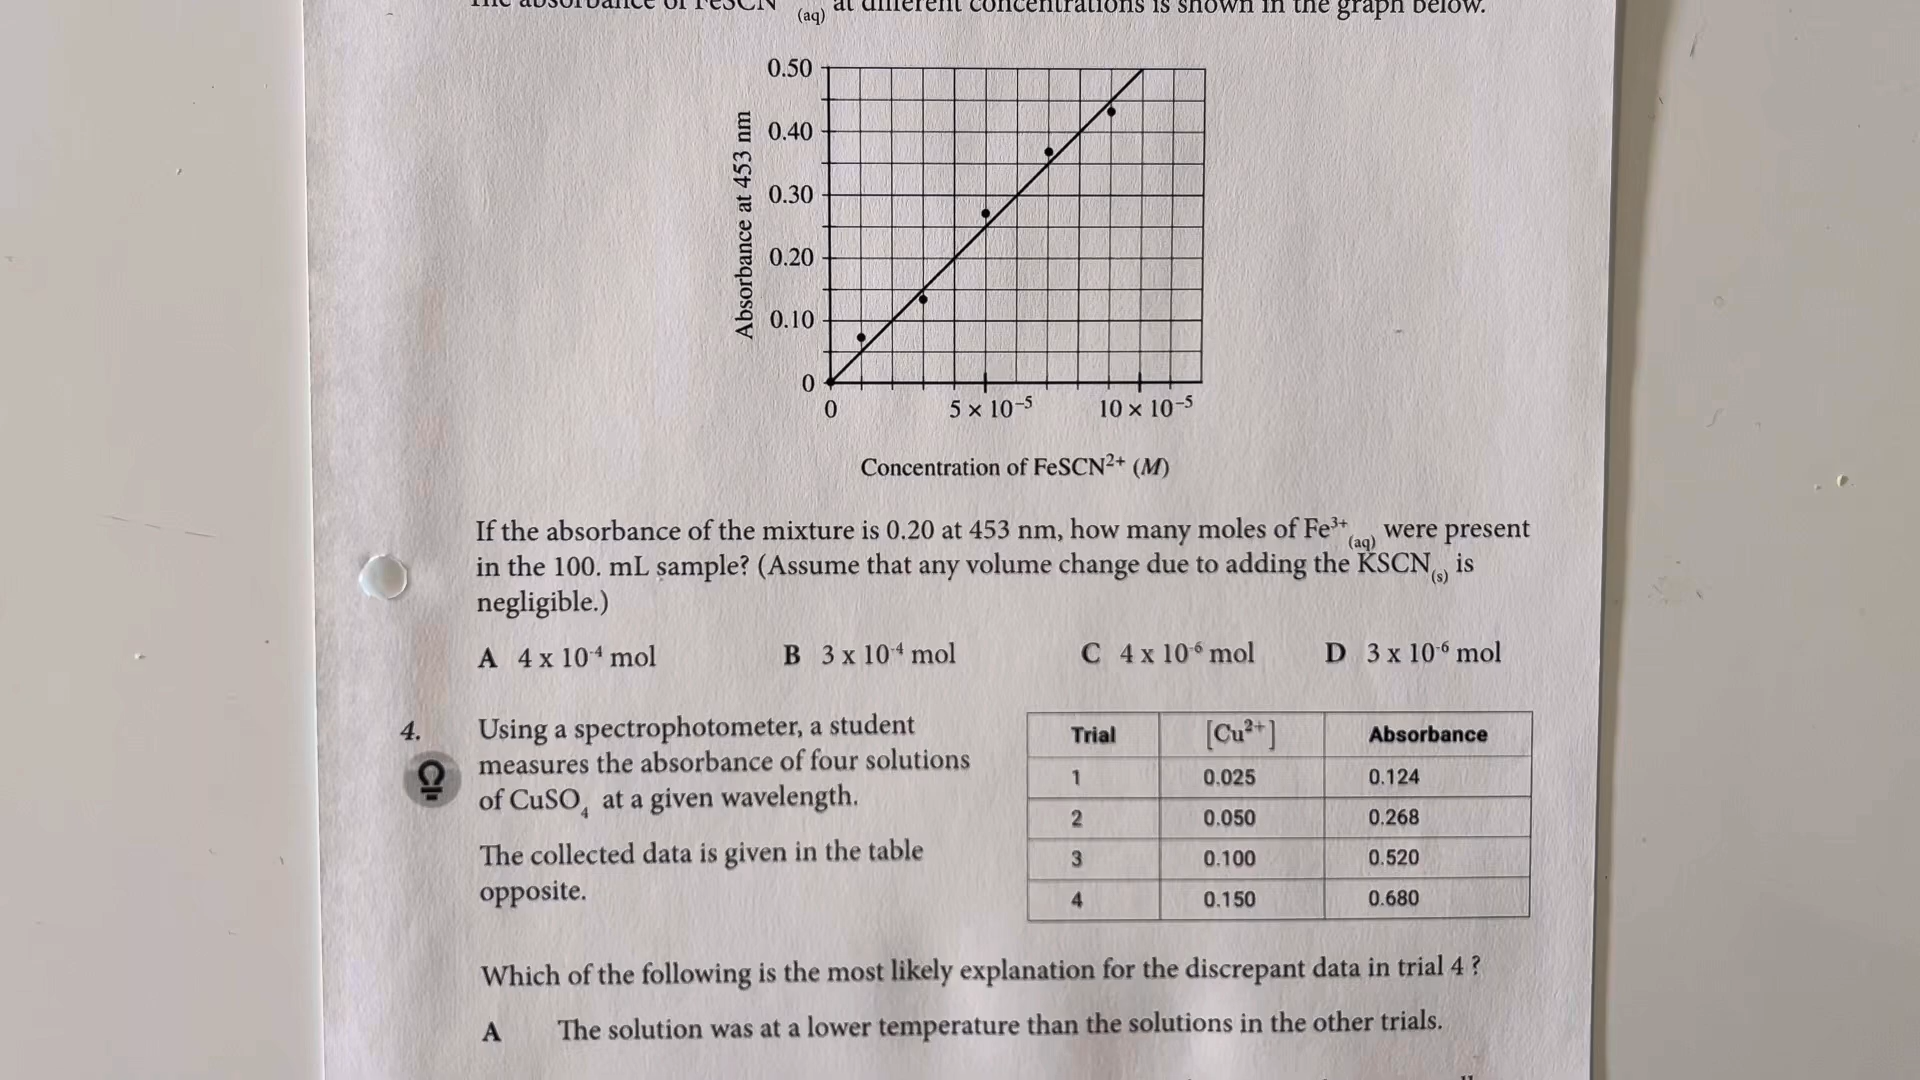 The absorbance of FeSCN (aq) at different concentrations is shown in the graph below.
0.50
0.40
0.30
0.20
0.10
0
Absorbance at 453 nm
0 5 × 10⁻⁵ 10 × 10⁻⁵
Concentration of FeSCN²⁺ (M)
If the absorbance of the mixture is 0.20 at 453 nm, how many moles of Fe³⁺(aq) were present
in the 100. mL sample? (Assume that any volume change due to adding the KSCN(s) is
negligible.)
A 4 x 10⁻⁴ mol B 3 x 10⁻⁴ mol C 4 x 10⁻⁶ mol D 3 x 10⁻⁶ mol
4. Using a spectrophotometer, a student
measures the absorbance of four solutions
of CuSO₄ at a given wavelength.
The collected data is given in the table
opposite.
Trial [Cu²⁺] Absorbance
1 0.025 0.124
2 0.050 0.268
3 0.100 0.520
4 0.150 0.680
Which of the following is the most likely explanation for the discrepant data in trial 4 ?
A The solution was at a lower temperature than the solutions in the other trials.